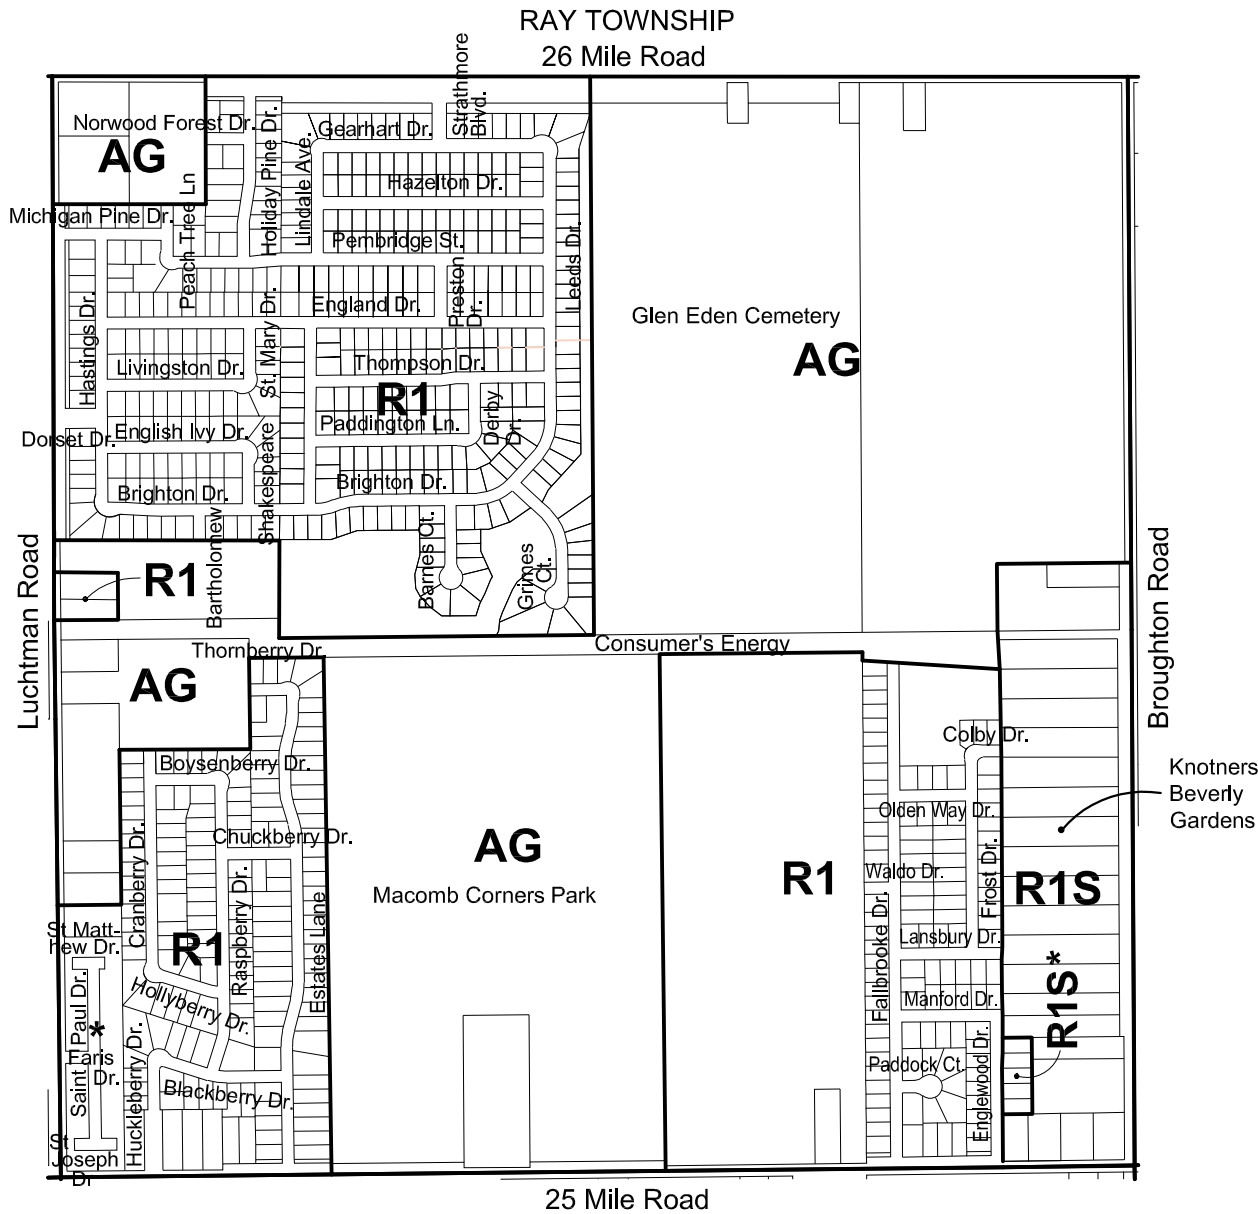 RAY TOWNSHIP
26 Mile Road
Norwood Forest Dr.
AG
Gearhart Dr.
Strathmore
Blvd.
Holiday Pine Dr.
Lindale Ave.
Hazelton Dr.
Michigan Pine Dr.
Peach Tree Ln
Pembridge St.
Leeds Dr.
England Dr.
Preston
Dr.
Glen Eden Cemetery
AG
Hastings Dr.
St. Mary Dr.
Livingston Dr.
Thompson Dr.
R1
Dorset Dr.
English Ivy Dr.
Paddington Ln.
Derby
Dr.
Shakespeare
Brighton Dr.
Brighton Dr.
Luchtman Road
R1
Bartholomew
Barnes Ct.
Grimes
Ct.
Broughton Road
Thornberry Dr.
Consumer's Energy
AG
Colby Dr.
Boysenberry Dr.
Knotners
Beverly
Gardens
Olden Way Dr.
Chuckberry Dr.
AG
Macomb Corners Park
Cranberry Dr.
Raspberry Dr.
Estates Lane
R1
Waldo Dr.
Frost Dr.
R1S
St Matt-
hew Dr.
R1
Fallbrooke Dr.
Lansbury Dr.
R1S*
Hollyberry Dr.
Manford Dr.
Saint Paul Dr.
*
Faris
Dr.
Huckleberry Dr.
Blackberry Dr.
Paddock Ct.
Englewood Dr.
St
Joseph
Dr
25 Mile Road